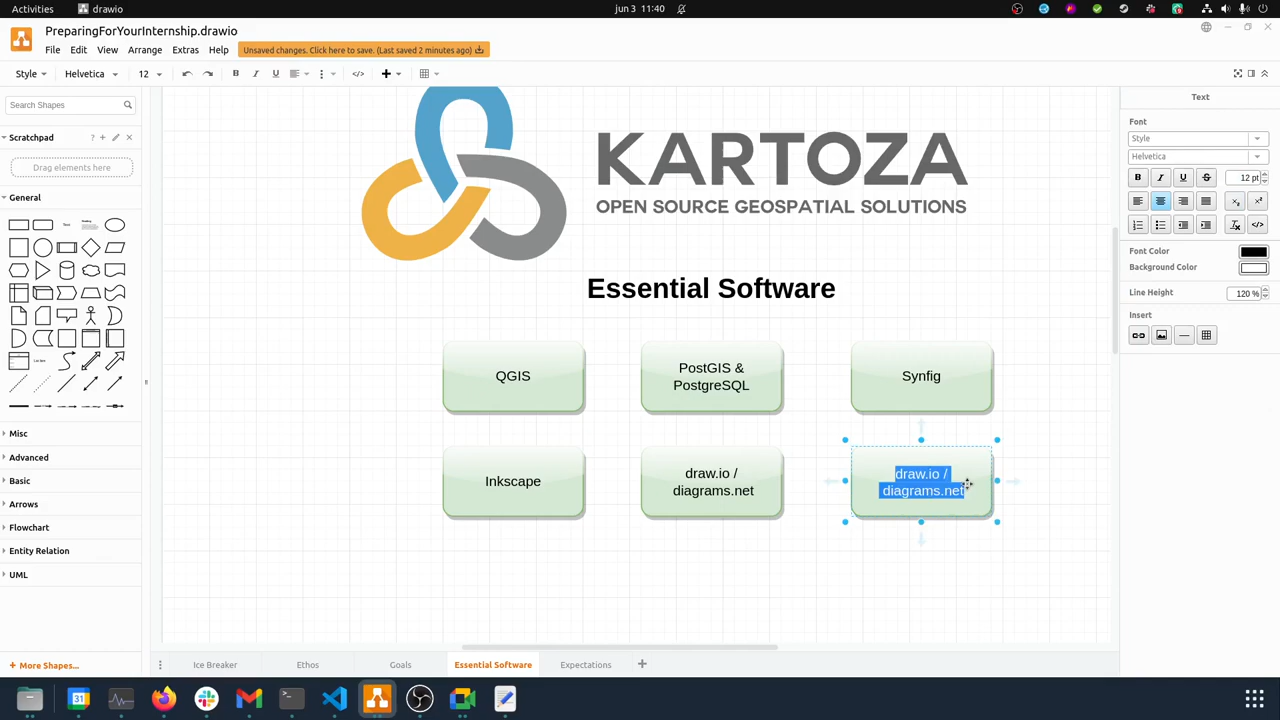 Activities
drawio
jun 3 11:40
PreparingForYourInternship.drawio
File Edit View Arrange Extras Help
Unsaved changes. Click here to save. (Last saved 2 minutes ago)
Style Helvetica 12 B I U </>
Search Shapes
Scratchpad ?
Drag elements here
General
Misc
Advanced
Basic
Arrows
Flowchart
Entity Relation
UML
+ More Shapes...
KARTOZA
OPEN SOURCE GEOSPATIAL SOLUTIONS
Essential Software
QGIS
PostGIS &
PostgreSQL
Synfig
Inkscape
draw.io /
diagrams.net
draw.io /
diagrams.net
Ice Breaker Ethos Goals Essential Software Expectations
Text
Font
Style
Helvetica
B I U S 12 pt
Font Color
Background Color
Line Height 120 %
Insert
31